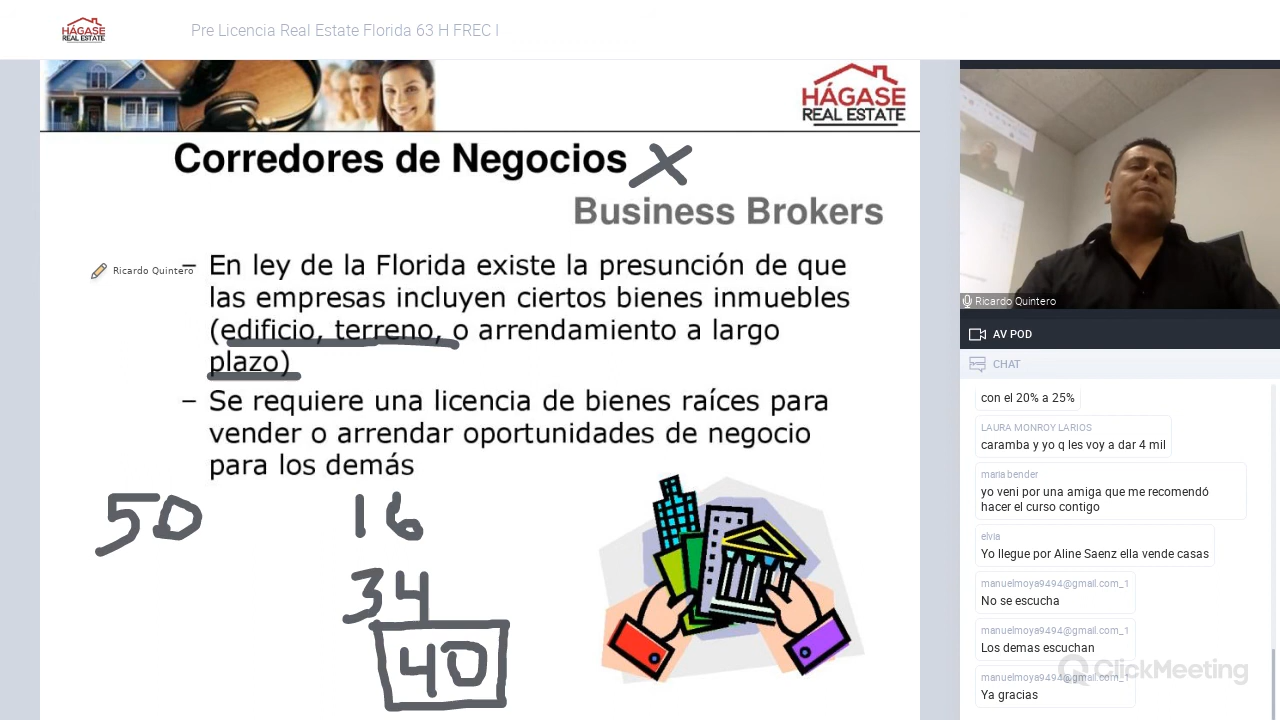 HÁGASE
REAL ESTATE
Pre Licencia Real Estate Florida 63 H FREC I
HÁGASE
REAL ESTATE
Corredores de Negocios X
Business Brokers
Ricardo Quintero
– En ley de la Florida existe la presunción de que
las empresas incluyen ciertos bienes inmuebles
(edificio, terreno, o arrendamiento a largo
plazo)
– Se requiere una licencia de bienes raíces para
vender o arrendar oportunidades de negocio
para los demás
50 16
34
40
Ricardo Quintero
AV POD
CHAT
con el 20% a 25%
LAURA MONROY LARIOS
caramba y yo q les voy a dar 4 mil
maria bender
yo veni por una amiga que me recomendó
hacer el curso contigo
elvia
Yo llegue por Aline Saenz ella vende casas
manuelmoya9494@gmail.com_1
No se escucha
manuelmoya9494@gmail.com_1
Los demas escuchan
manuelmoya9494@gmail.com_1
Ya gracias
ClickMeeting